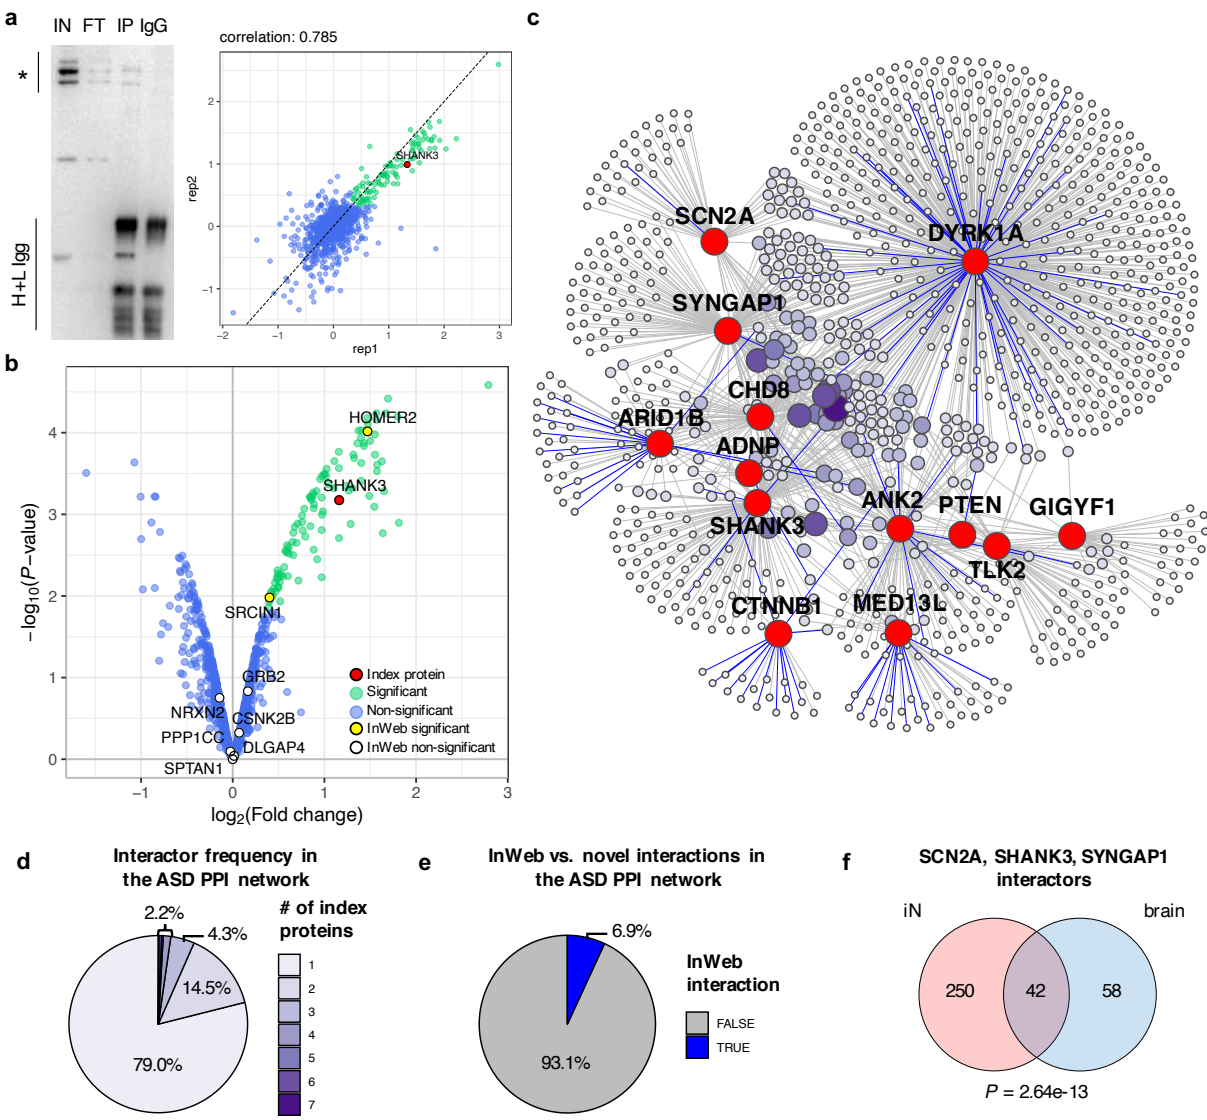 a
IN FT IP IgG
*
H+L Igg
correlation: 0.785
rep2
2
1
0
−1
SHANK3
−2 −1 0 1 2 3
rep1
b
−log10(P−value)
4
3
2
1
0
HOMER2
SHANK3
SRCIN1
GRB2
NRXN2
CSNK2B
PPP1CC
DLGAP4
SPTAN1
Index protein
Significant
Non-significant
InWeb significant
InWeb non-significant
−1 0 1 2 3
log2(Fold change)
c
SCN2A
DYRK1A
SYNGAP1
CHD8
ARID1B
ADNP
SHANK3
ANK2
PTEN
GIGYF1
TLK2
CTNNB1
MED13L
d
Interactor frequency in
the ASD PPI network
2.2%
4.3%
14.5%
79.0%
# of index
proteins
1
2
3
4
5
6
7
e
InWeb vs. novel interactions in
the ASD PPI network
6.9%
93.1%
InWeb
interaction
FALSE
TRUE
f
SCN2A, SHANK3, SYNGAP1
interactors
iN
brain
250 42 58
P = 2.64e-13